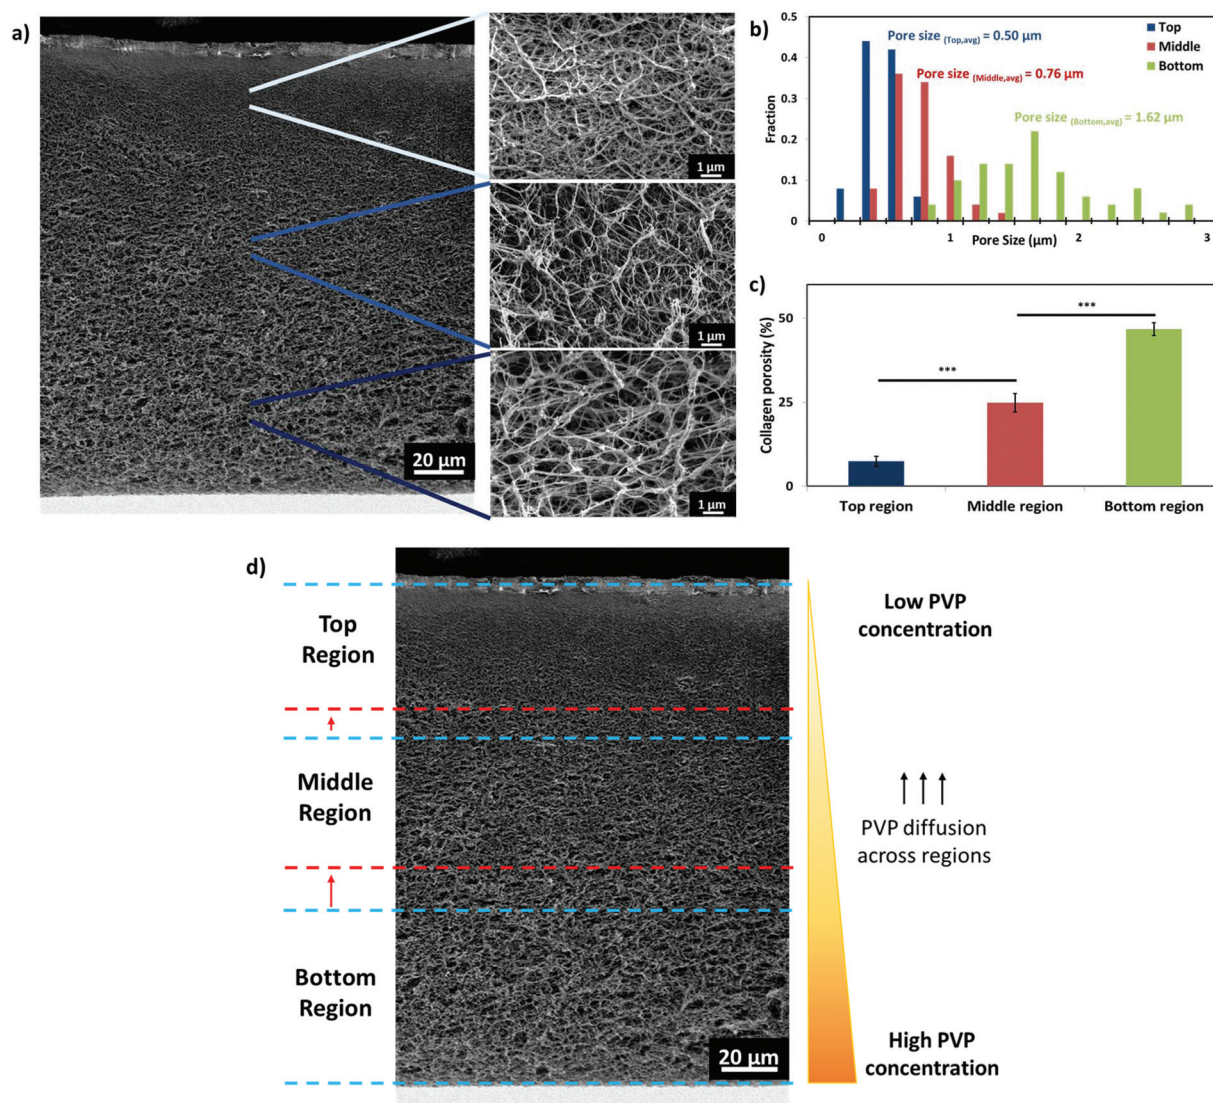 a)
1 µm
1 µm
1 µm
20 µm
b)
0.5
0.4
0.3
0.2
0.1
0
Fraction
Pore size (Top,avg) = 0.50 µm
Pore size (Middle,avg) = 0.76 µm
Pore size (Bottom,avg) = 1.62 µm
Top
Middle
Bottom
0 1 2 3
Pore Size (µm)
c)
50
25
0
Collagen porosity (%)
***
***
Top region Middle region Bottom region
d)
Top
Region
Middle
Region
Bottom
Region
20 µm
Low PVP
concentration
PVP diffusion
across regions
High PVP
concentration